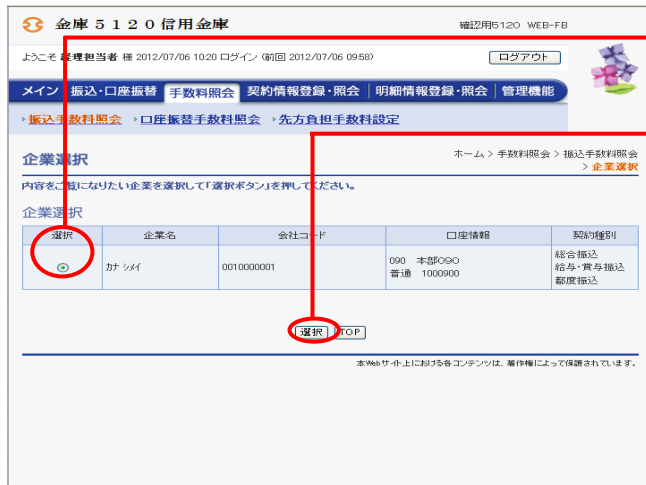 金庫５１２０信用金庫
確認用5120 WEB-FB
ようこそ 経理担当者 様 2012/07/06 10:20 ログイン (前回 2012/07/06 09:58)
ログアウト
メイン 振込・口座振替 手数料照会 契約情報登録・照会 明細情報登録・照会 管理機能
振込手数料照会 口座振替手数料照会 先方負担手数料設定
企業選択
ホーム > 手数料照会 > 振込手数料照会
> 企業選択
内容をご覧になりたい企業を選択して「選択ボタン」を押してください。
企業選択
選択 企業名 会社コード 口座情報 契約種別
カナ シメイ 0010000001 090 本部090 総合振込
普通 1000900 給与・賞与振込
都度振込
選択 TOP
本Webサイト上における各コンテンツは、著作権によって保護されています。